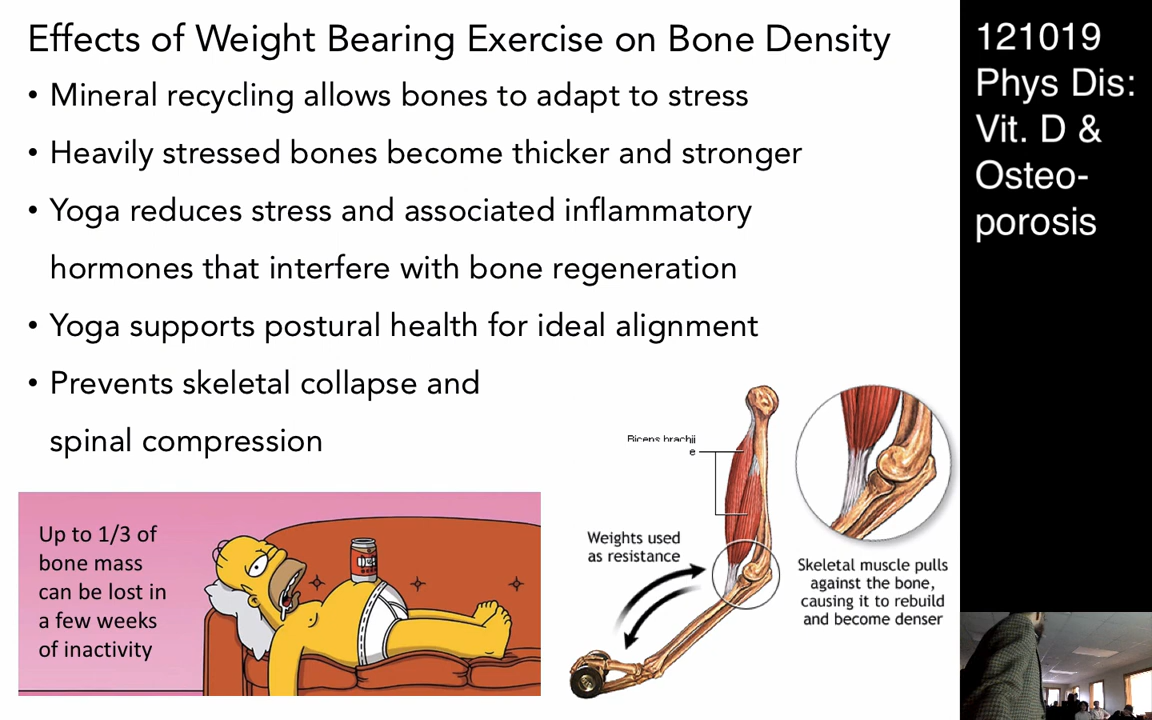 Effects of Weight Bearing Exercise on Bone Density
• Mineral recycling allows bones to adapt to stress
• Heavily stressed bones become thicker and stronger
• Yoga reduces stress and associated inflammatory
hormones that interfere with bone regeneration
• Yoga supports postural health for ideal alignment
• Prevents skeletal collapse and
spinal compression
Up to 1/3 of
bone mass
can be lost in
a few weeks
of inactivity
Biceps brachii
e
Weights used
as resistance
Skeletal muscle pulls
against the bone,
causing it to rebuild
and become denser
121019
Phys Dis:
Vit. D &
Osteo-
porosis